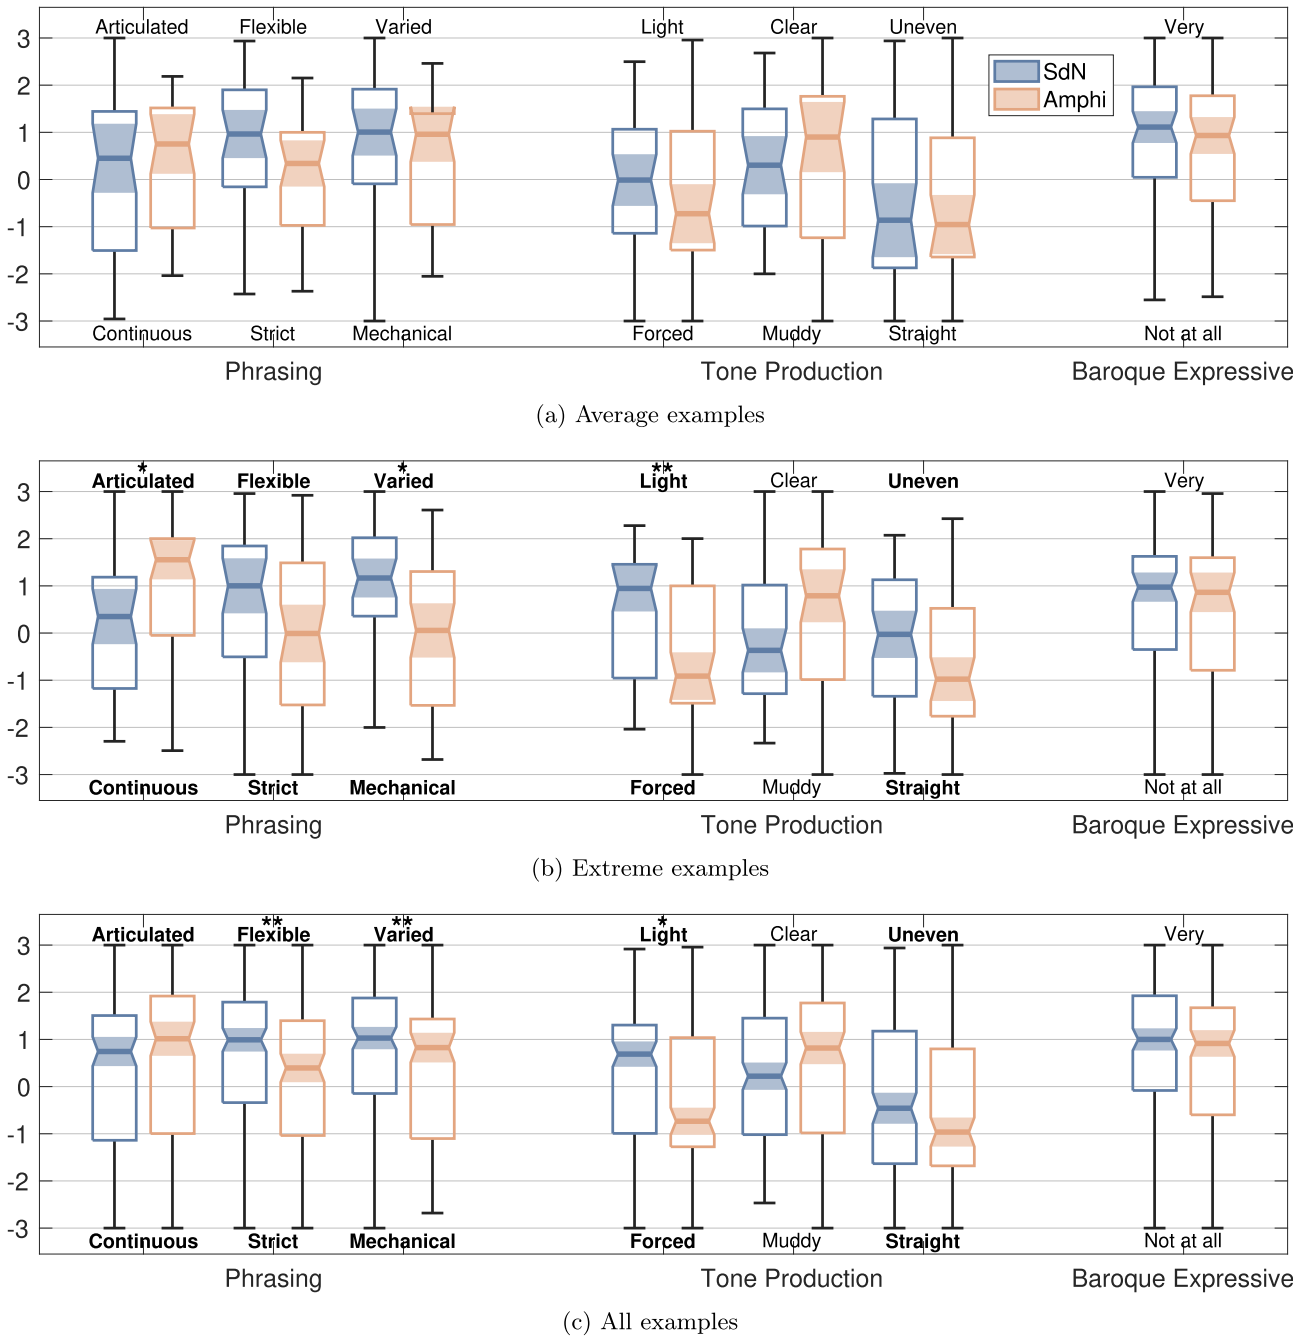 Articulated Flexible Varied Light Clear Uneven Very
3
2
1
0
-1
-2
-3
SdN
Amphi
Continuous Strict Mechanical Forced Muddy Straight Not at all
Phrasing Tone Production Baroque Expressive
(a) Average examples
* * **
Articulated Flexible Varied Light Clear Uneven Very
3
2
1
0
-1
-2
-3
Continuous Strict Mechanical Forced Muddy Straight Not at all
Phrasing Tone Production Baroque Expressive
(b) Extreme examples
** ** *
Articulated Flexible Varied Light Clear Uneven Very
3
2
1
0
-1
-2
-3
Continuous Strict Mechanical Forced Muddy Straight Not at all
Phrasing Tone Production Baroque Expressive
(c) All examples